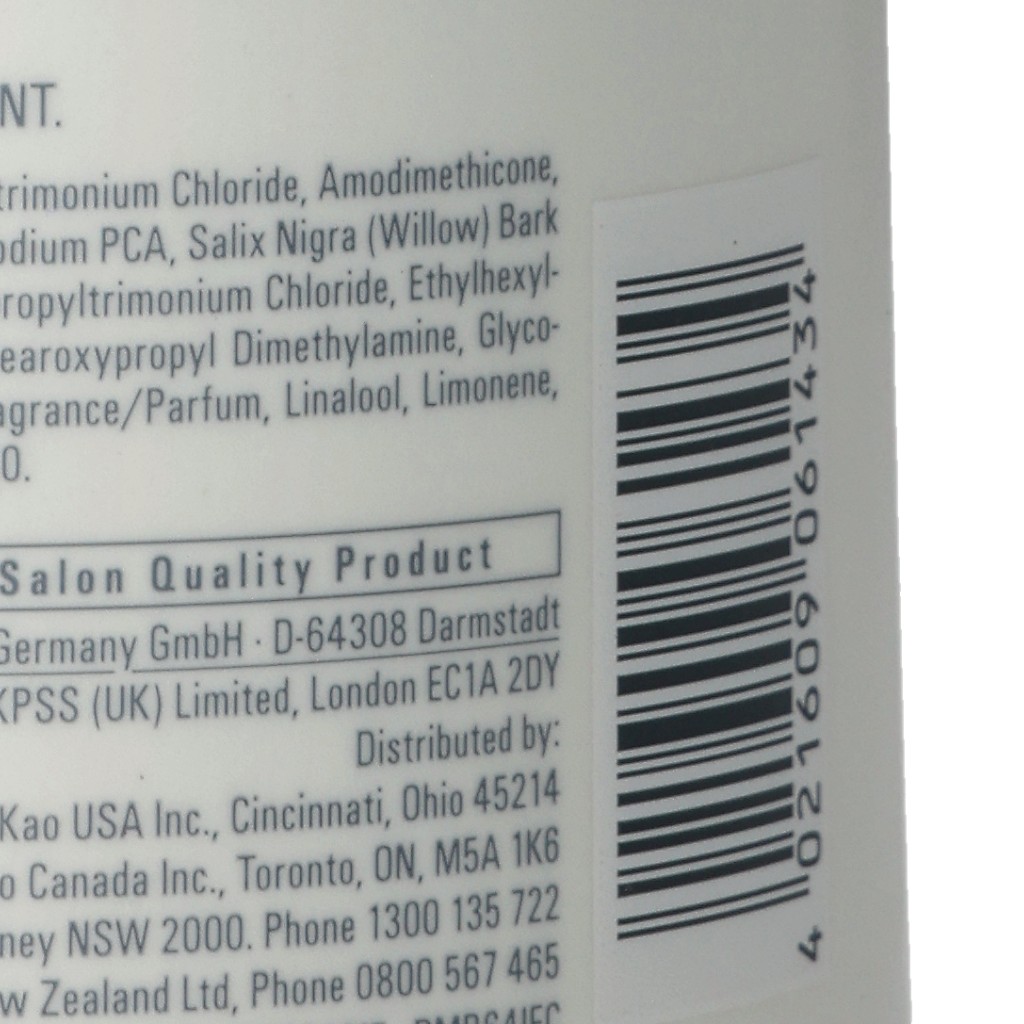 NT.
trimonium Chloride, Amodimethicone,
odium PCA, Salix Nigra (Willow) Bark
ropyltrimonium Chloride, Ethylhexyl-
earoxypropyl Dimethylamine, Glyco-
agrance/Parfum, Linalool, Limonene,
0.
Salon Quality Product
Germany GmbH · D-64308 Darmstadt
KPSS (UK) Limited, London EC1A 2DY
Distributed by:
Kao USA Inc., Cincinnati, Ohio 45214
o Canada Inc., Toronto, ON, M5A 1K6
ney NSW 2000. Phone 1300 135 722
w Zealand Ltd, Phone 0800 567 465
4 021609 061434